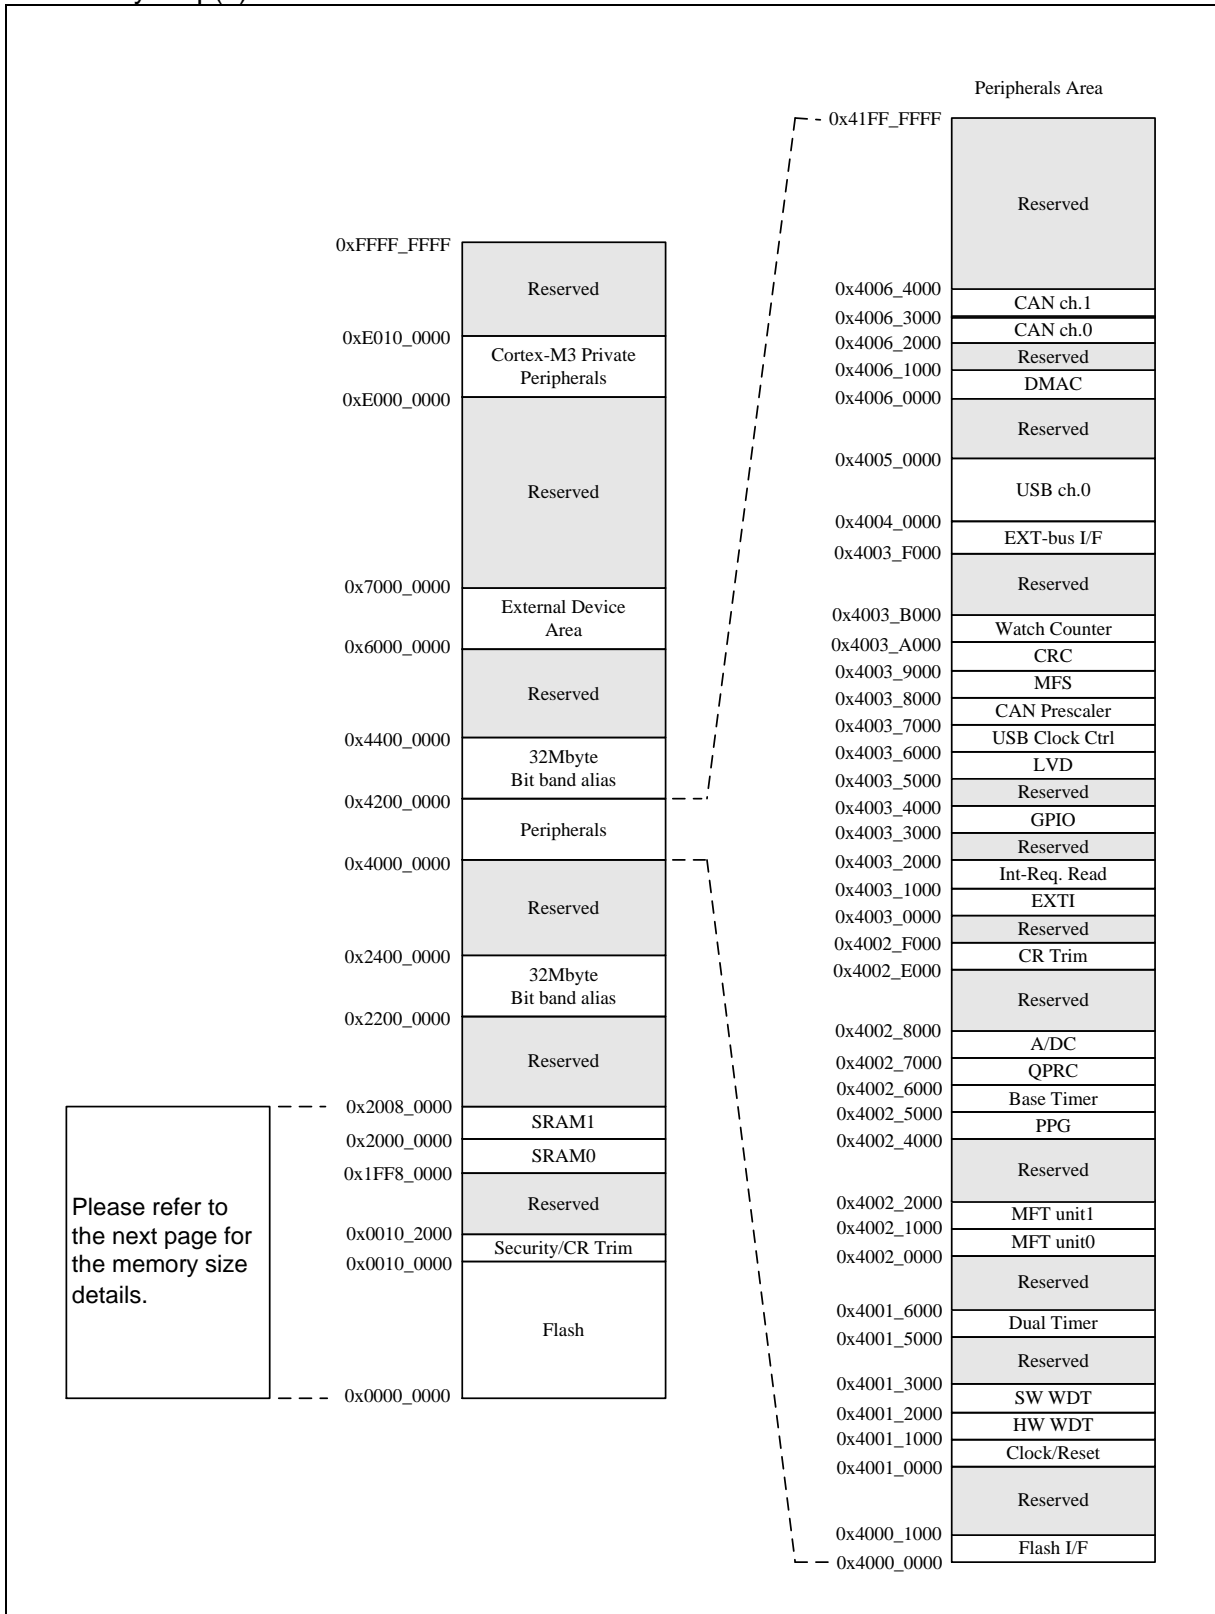 Peripherals Area
0x41FF_FFFF
Reserved
0x4006_4000
CAN ch.1
0x4006_3000
CAN ch.0
0x4006_2000
Reserved
0x4006_1000
DMAC
0x4006_0000
Reserved
0x4005_0000
USB ch.0
0x4004_0000
EXT-bus I/F
0x4003_F000
Reserved
0x4003_B000
Watch Counter
0x4003_A000
CRC
0x4003_9000
MFS
0x4003_8000
CAN Prescaler
0x4003_7000
USB Clock Ctrl
0x4003_6000
LVD
0x4003_5000
Reserved
0x4003_4000
GPIO
0x4003_3000
Reserved
0x4003_2000
Int-Req. Read
0x4003_1000
EXTI
0x4003_0000
Reserved
0x4002_F000
CR Trim
0x4002_E000
Reserved
0x4002_8000
A/DC
0x4002_7000
QPRC
0x4002_6000
Base Timer
0x4002_5000
PPG
0x4002_4000
Reserved
0x4002_2000
MFT unit1
0x4002_1000
MFT unit0
0x4002_0000
Reserved
0x4001_6000
Dual Timer
0x4001_5000
Reserved
0x4001_3000
SW WDT
0x4001_2000
HW WDT
0x4001_1000
Clock/Reset
0x4001_0000
Reserved
0x4000_1000
Flash I/F
0x4000_0000
0xFFFF_FFFF
Reserved
0xE010_0000
Cortex-M3 Private
Peripherals
0xE000_0000
Reserved
0x7000_0000
External Device
Area
0x6000_0000
Reserved
0x4400_0000
32Mbyte
Bit band alias
0x4200_0000
Peripherals
0x4000_0000
Reserved
0x2400_0000
32Mbyte
Bit band alias
0x2200_0000
Reserved
0x2008_0000
SRAM1
0x2000_0000
SRAM0
0x1FF8_0000
Reserved
0x0010_2000
Security/CR Trim
0x0010_0000
Flash
0x0000_0000
Please refer to
the next page for
the memory size
details.